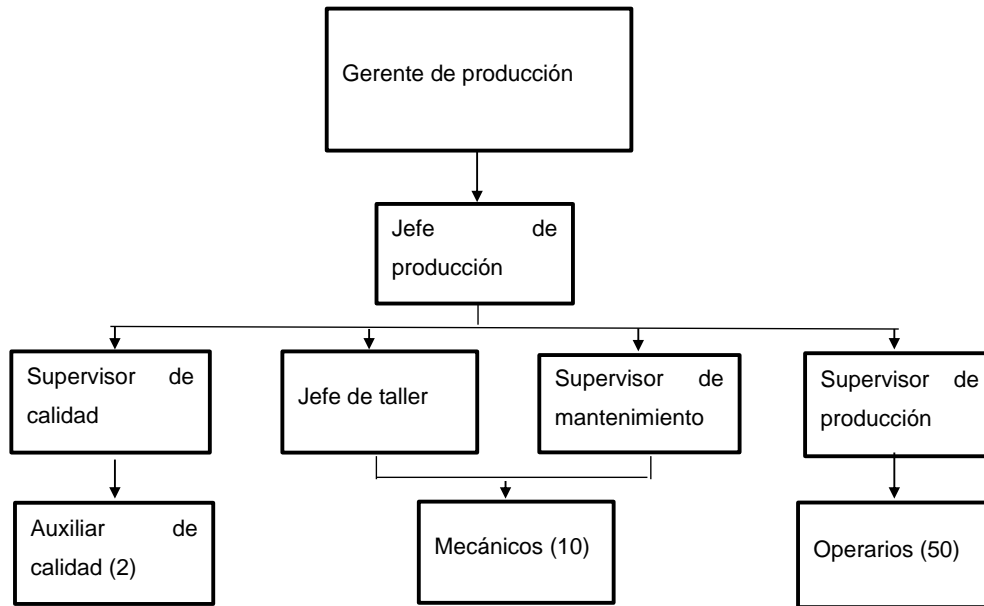 Gerente de producción
Jefe de
producción
Supervisor de
calidad
Jefe de taller
Supervisor de
mantenimiento
Supervisor de
producción
Auxiliar de
calidad (2)
Mecánicos (10)
Operarios (50)